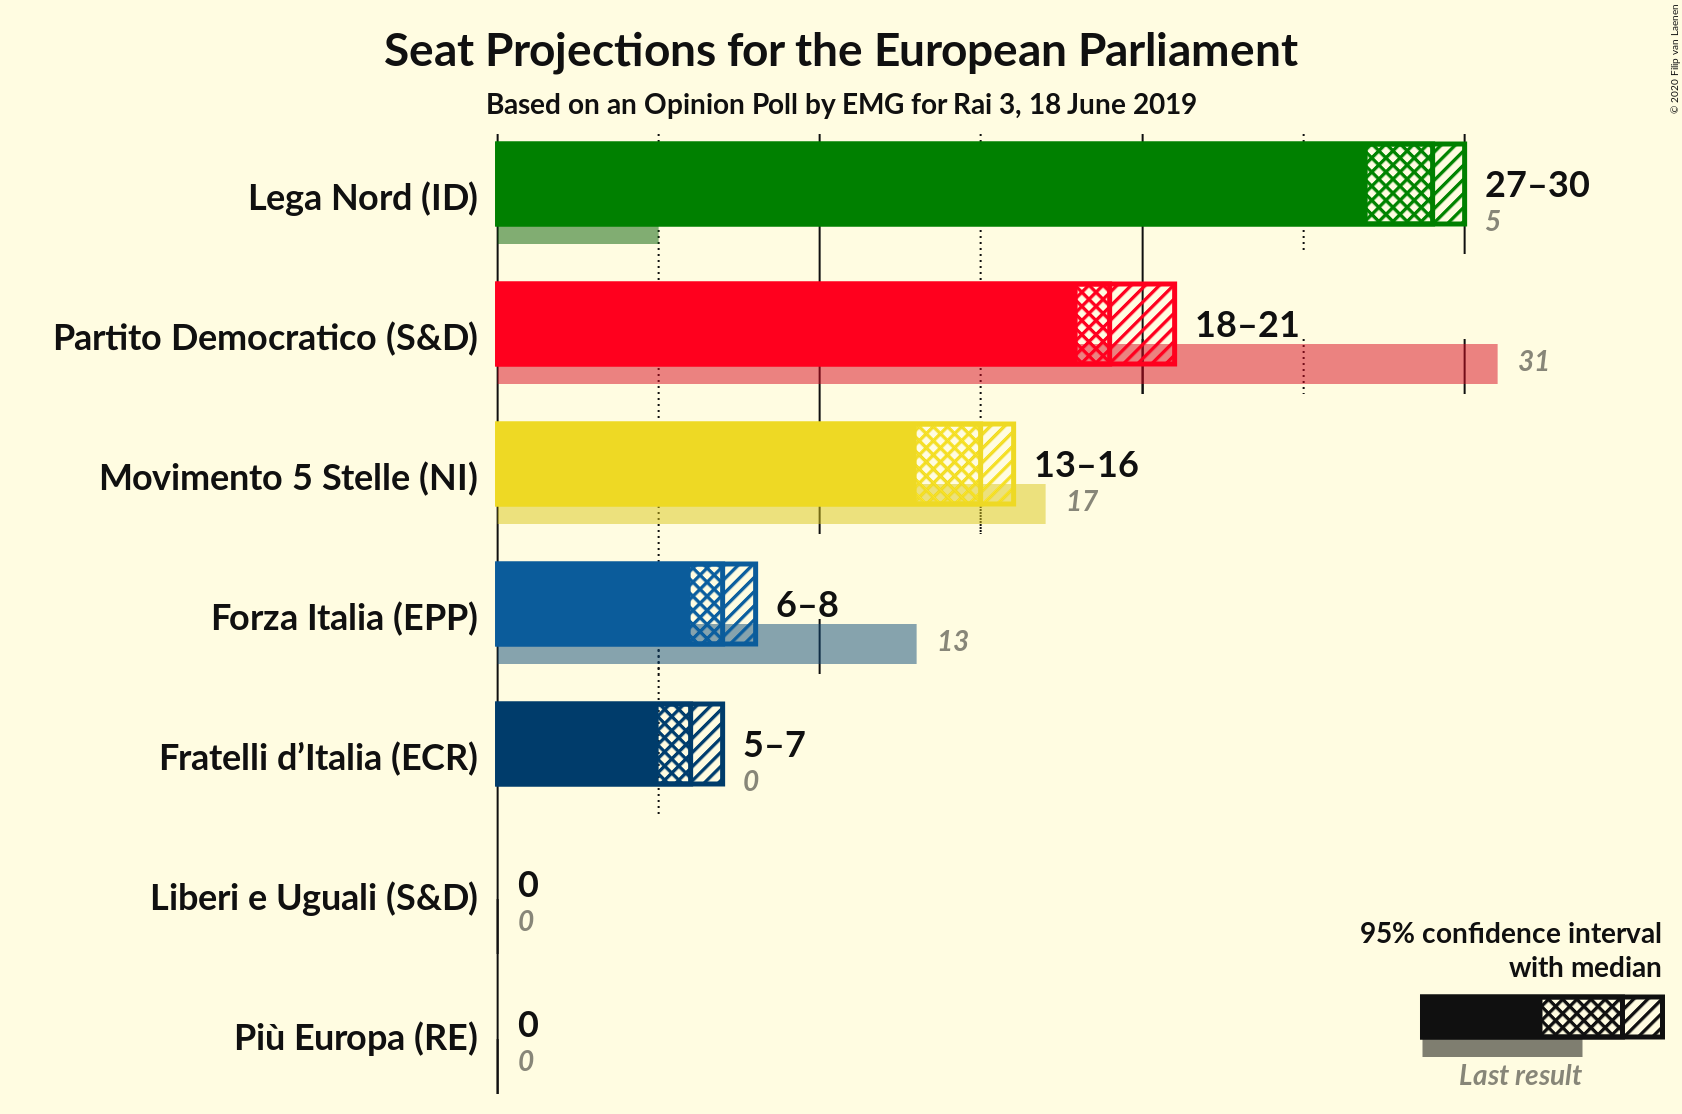 Seat Projections for the European Parliament
Based on an Opinion Poll by EMG for Rai 3, 18 June 2019
© 2020 Filip van Laenen
Lega Nord (ID)
27–30
5
Partito Democratico (S&D)
18–21
31
Movimento 5 Stelle (NI)
13–16
17
Forza Italia (EPP)
6–8
13
Fratelli d’Italia (ECR)
5–7
0
Liberi e Uguali (S&D)
0
0
Più Europa (RE)
0
0
95% confidence interval
with median
Last result